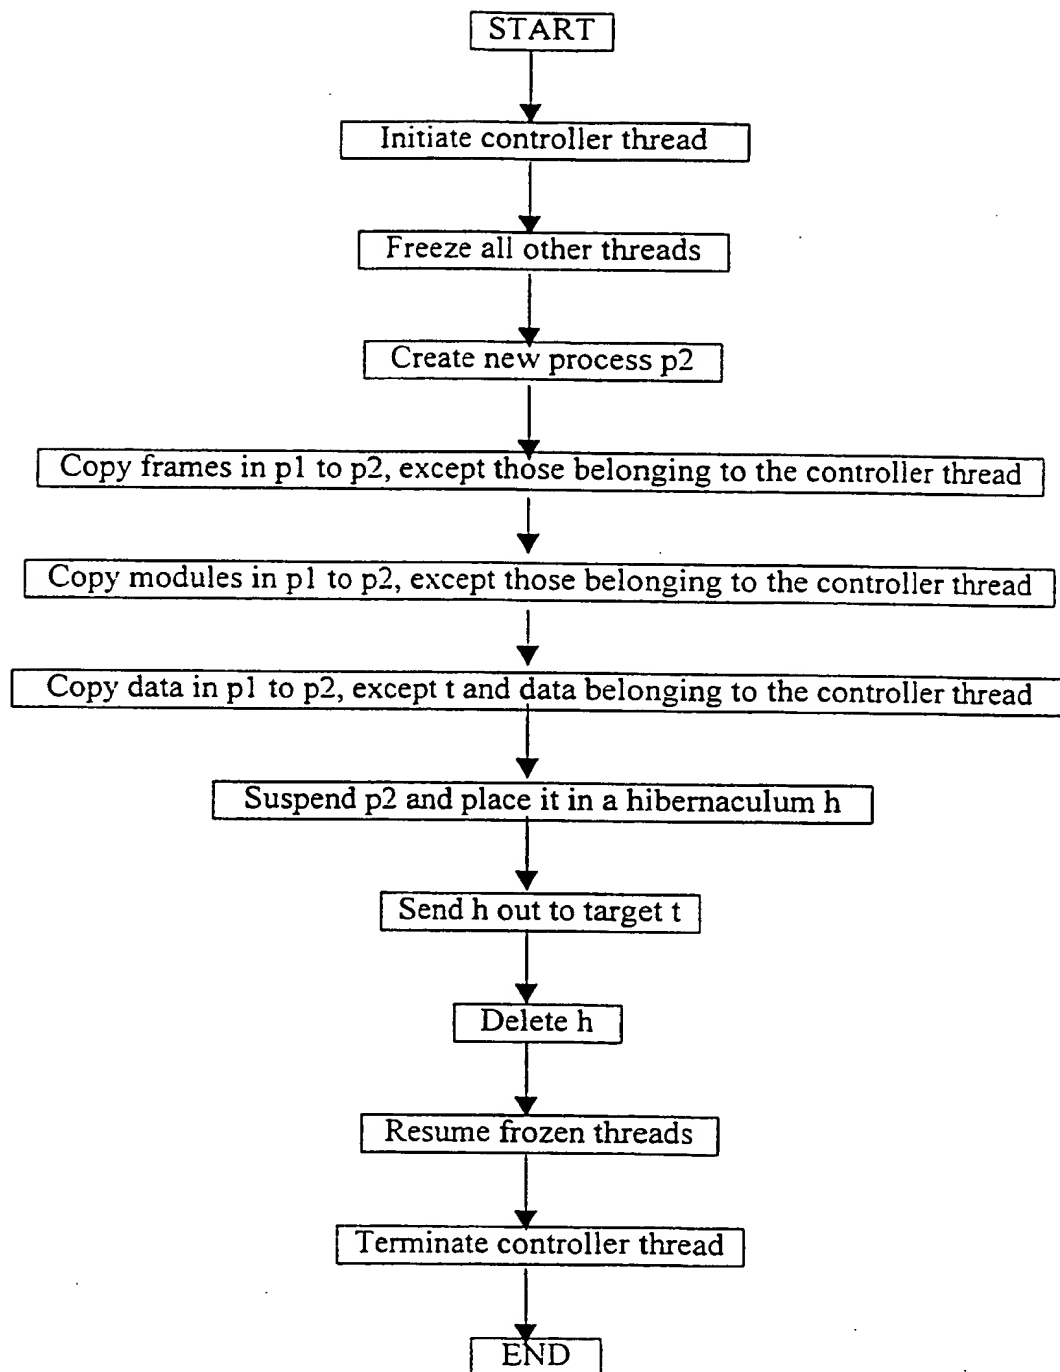 START
Initiate controller thread
Freeze all other threads
Create new process p2
Copy frames in p1 to p2, except those belonging to the controller thread
Copy modules in p1 to p2, except those belonging to the controller thread
Copy data in p1 to p2, except t and data belonging to the controller thread
Suspend p2 and place it in a hibernaculum h
Send h out to target t
Delete h
Resume frozen threads
Terminate controller thread
END